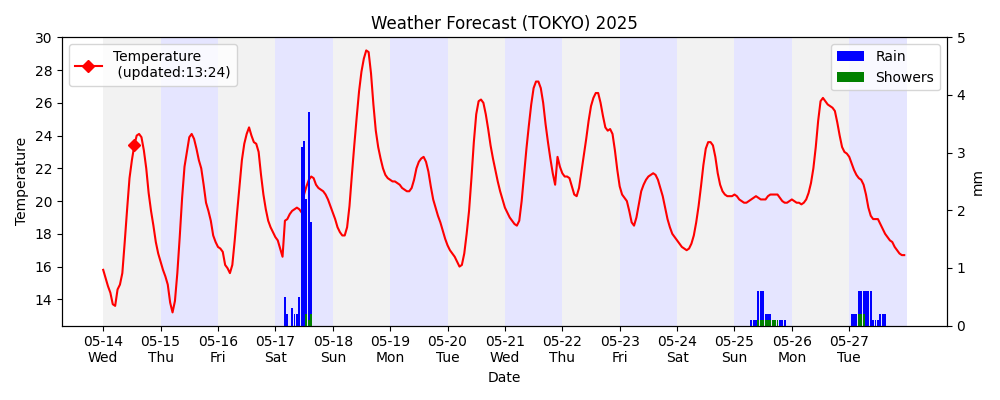 Weather Forecast (TOKYO) 2025
Temperature
(updated:13:24)
Rain
Showers
Temperature
30
28
26
24
22
20
18
16
14
5
4
3
2
1
0
mm
05-14 05-15 05-16 05-17 05-18 05-19 05-20 05-21 05-22 05-23 05-24 05-25 05-26 05-27
Wed Thu Fri Sat Sun Mon Tue Wed Thu Fri Sat Sun Mon Tue
Date